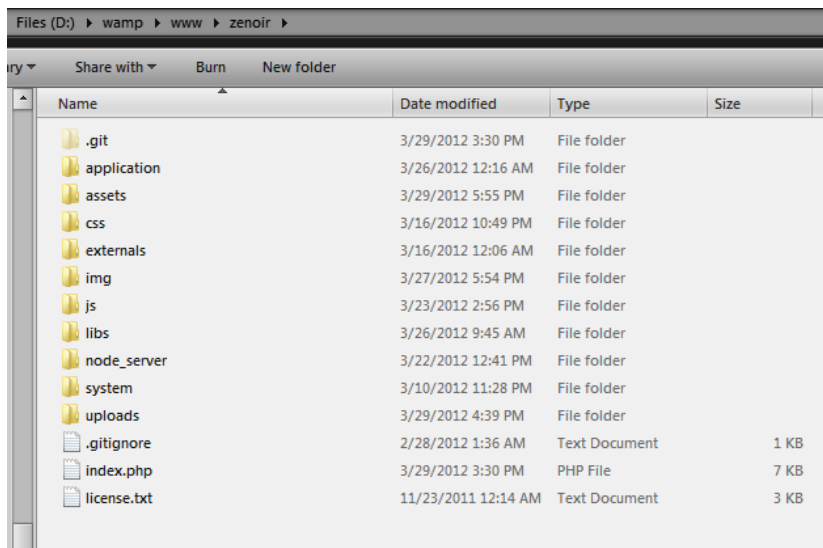 Files (D:) ▸ wamp ▸ www ▸ zenoir ▸
Share with Burn New folder
Name Date modified Type Size
.git 3/29/2012 3:30 PM File folder
application 3/26/2012 12:16 AM File folder
assets 3/29/2012 5:55 PM File folder
css 3/16/2012 10:49 PM File folder
externals 3/16/2012 12:06 AM File folder
img 3/27/2012 5:54 PM File folder
js 3/23/2012 2:56 PM File folder
libs 3/26/2012 9:45 AM File folder
node_server 3/22/2012 12:41 PM File folder
system 3/10/2012 11:28 PM File folder
uploads 3/29/2012 4:39 PM File folder
.gitignore 2/28/2012 1:36 AM Text Document 1 KB
index.php 3/29/2012 3:30 PM PHP File 7 KB
license.txt 11/23/2011 12:14 AM Text Document 3 KB